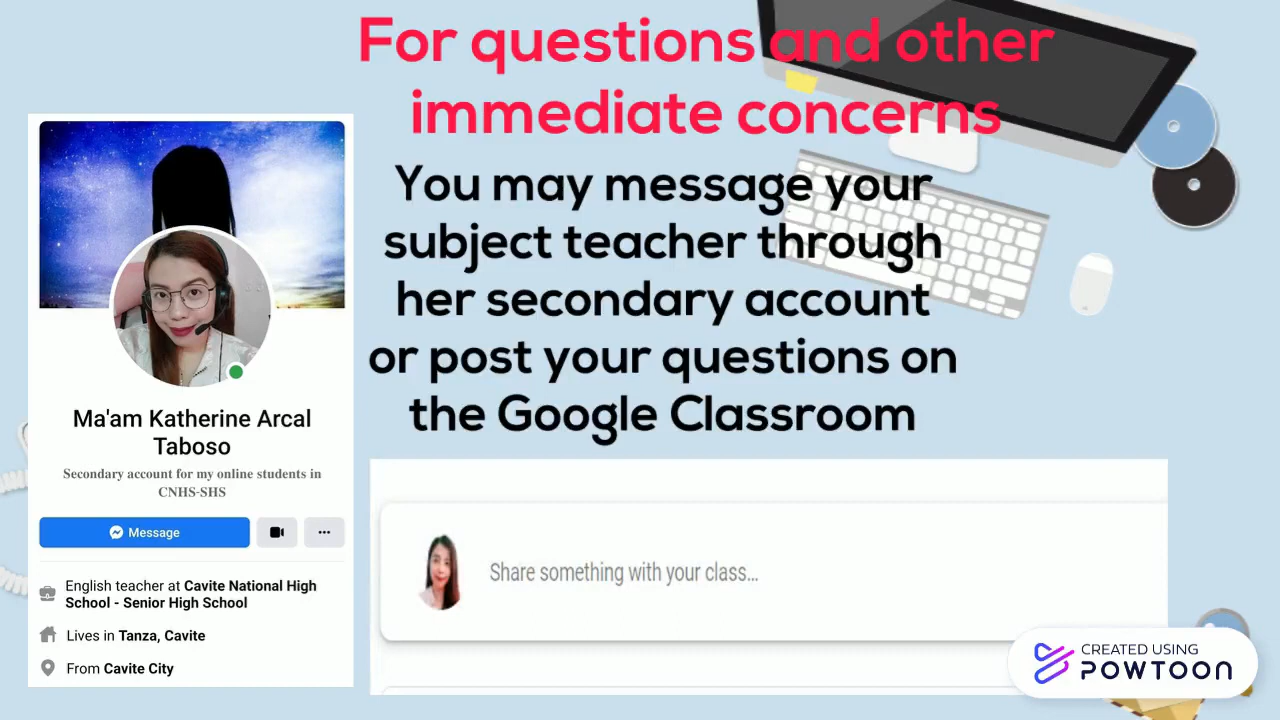 For questions and other
immediate concerns
You may message your
subject teacher through
her secondary account
or post your questions on
the Google Classroom
Ma'am Katherine Arcal
Taboso
Secondary account for my online students in
CNHS-SHS
Message
English teacher at Cavite National High
School - Senior High School
Lives in Tanza, Cavite
From Cavite City
Share something with your class...
CREATED USING
POWTOON